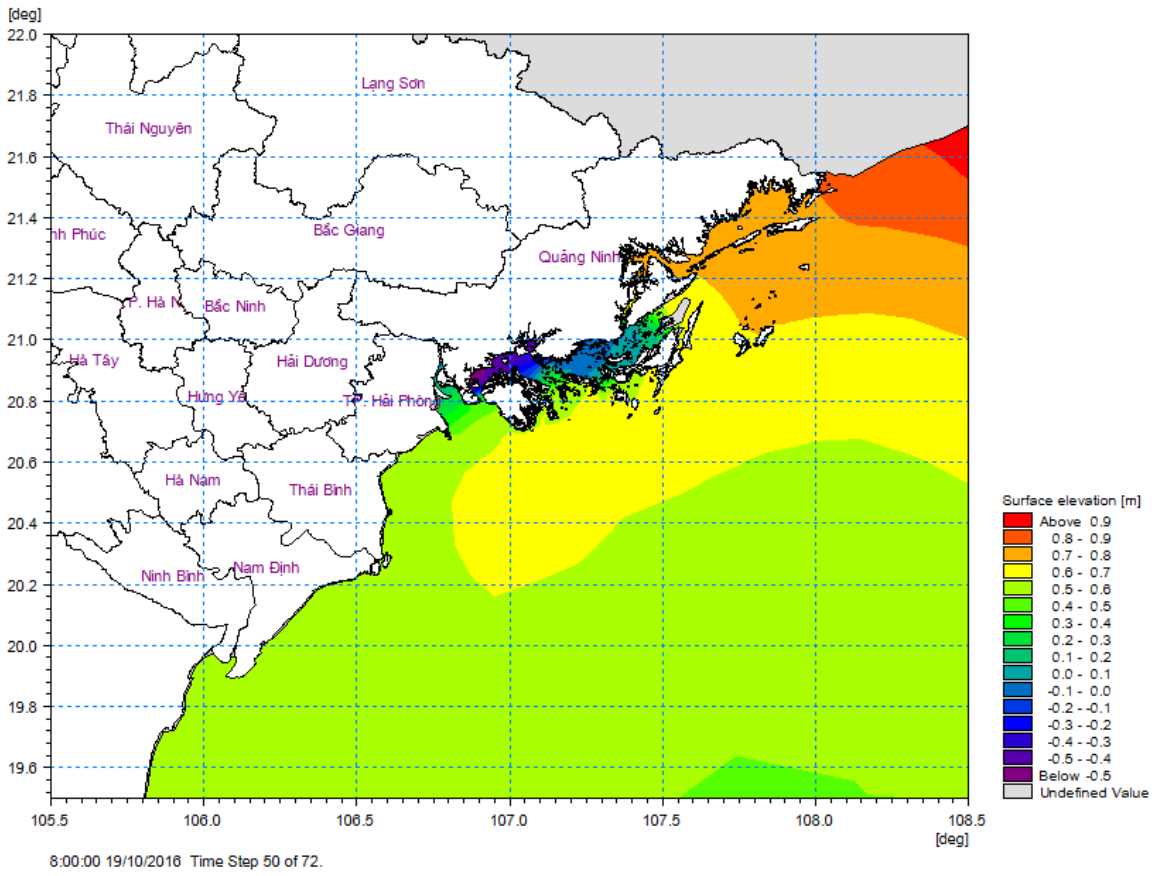 [deg]
22.0
21.8
21.6
21.4
21.2
21.0
20.8
20.6
20.4
20.2
20.0
19.8
19.6
Lạng Sơn
Thái Nguyên
nh Phúc
Bắc Giang
Quảng Ninh
P. Hà N
Bắc Ninh
Hà Tây
Hải Dương
Hưng Yê
TP. Hải Phòng
Hà Nam
Thái Bình
Ninh Bình
Nam Định
105.5 106.0 106.5 107.0 107.5 108.0 108.5
[deg]
Surface elevation [m]
Above 0.9
0.8 - 0.9
0.7 - 0.8
0.6 - 0.7
0.5 - 0.6
0.4 - 0.5
0.3 - 0.4
0.2 - 0.3
0.1 - 0.2
0.0 - 0.1
-0.1 - 0.0
-0.2 - -0.1
-0.3 - -0.2
-0.4 - -0.3
-0.5 - -0.4
Below -0.5
Undefined Value
8:00:00 19/10/2016 Time Step 50 of 72.